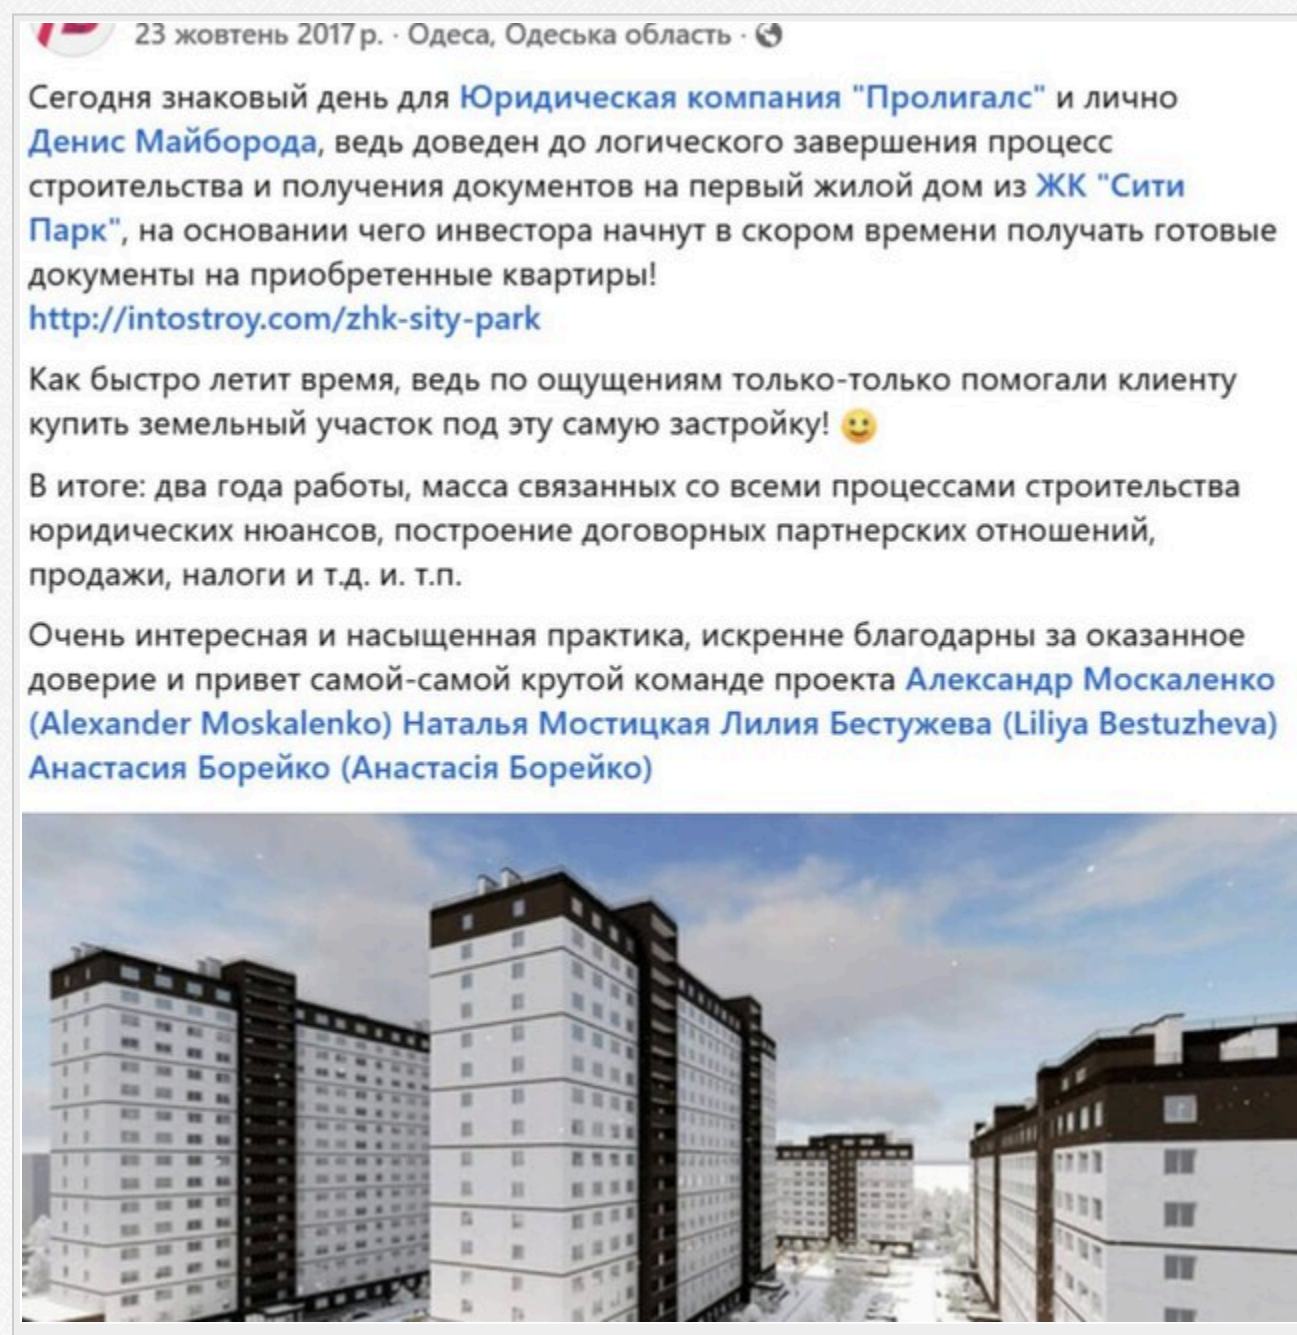 23 жовтень 2017 р. · Одеса, Одеська область ·
Сегодня знаковый день для Юридическая компания "Пролигалс" и лично
Денис Майборода, ведь доведен до логического завершения процесс
строительства и получения документов на первый жилой дом из ЖК "Сити
Парк", на основании чего инвестора начнут в скором времени получать готовые
документы на приобретенные квартиры!
http://intostroy.com/zhk-sity-park
Как быстро летит время, ведь по ощущениям только-только помогали клиенту
купить земельный участок под эту самую застройку! 🙂
В итоге: два года работы, масса связанных со всеми процессами строительства
юридических нюансов, построение договорных партнерских отношений,
продажи, налоги и т.д. и. т.п.
Очень интересная и насыщенная практика, искренне благодарны за оказанное
доверие и привет самой-самой крутой команде проекта Александр Москаленко
(Alexander Moskalenko) Наталья Мостицкая Лилия Бестужева (Liliya Bestuzheva)
Анастасия Борейко (Анастасія Борейко)